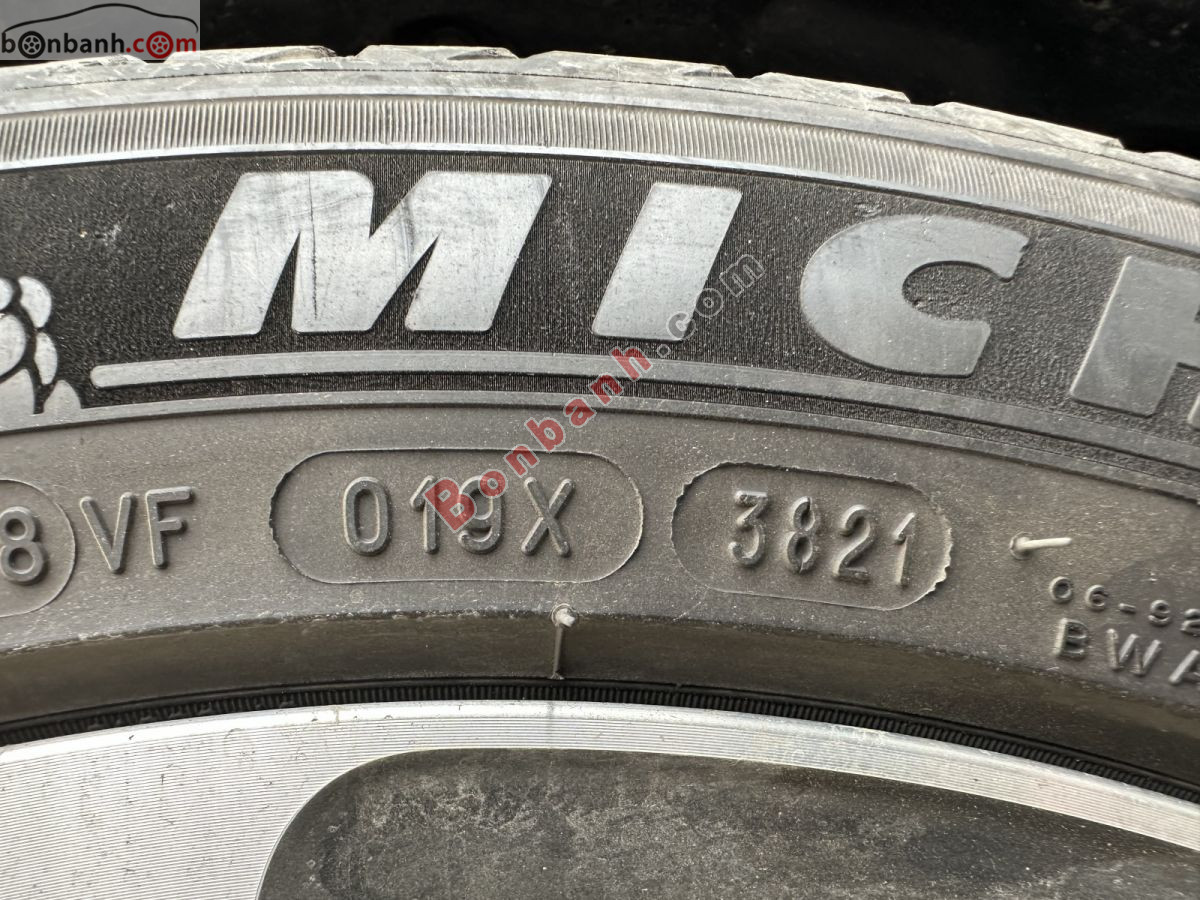 bonbanh.com
MICH
Bonbanh.com
8 VF 019X 3821
06-92
BWA